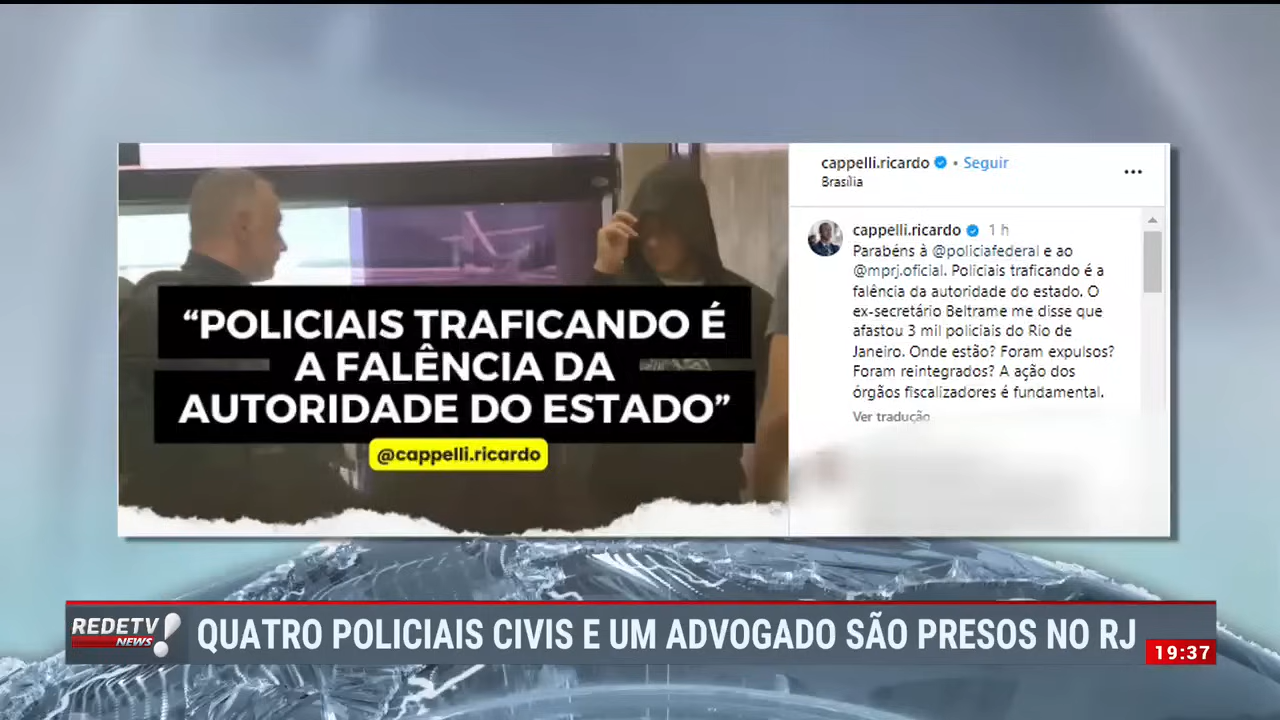 “POLICIAIS TRAFICANDO É
A FALÊNCIA DA
AUTORIDADE DO ESTADO”
@cappelli.ricardo
cappelli.ricardo • Seguir
Brasília
cappelli.ricardo 1 h
Parabéns à @policiafederal e ao
@mprj.oficial. Policiais traficando é a
falência da autoridade do estado. O
ex-secretário Beltrame me disse que
afastou 3 mil policiais do Rio de
Janeiro. Onde estão? Foram expulsos?
Foram reintegrados? A ação dos
órgãos fiscalizadores é fundamental.
Ver tradução
REDETV!
NEWS
QUATRO POLICIAIS CIVIS E UM ADVOGADO SÃO PRESOS NO RJ
19:37